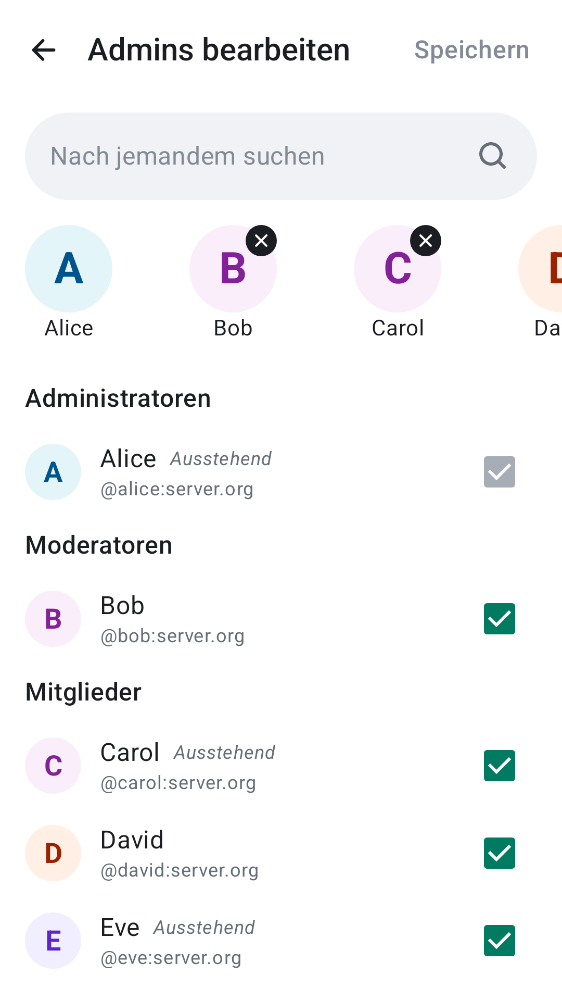 Admins bearbeiten Speichern
Nach jemandem suchen
A B C D
Alice Bob Carol Da
Administratoren
A Alice Ausstehend
@alice:server.org
Moderatoren
B Bob
@bob:server.org
Mitglieder
C Carol Ausstehend
@carol:server.org
D David
@david:server.org
E Eve Ausstehend
@eve:server.org